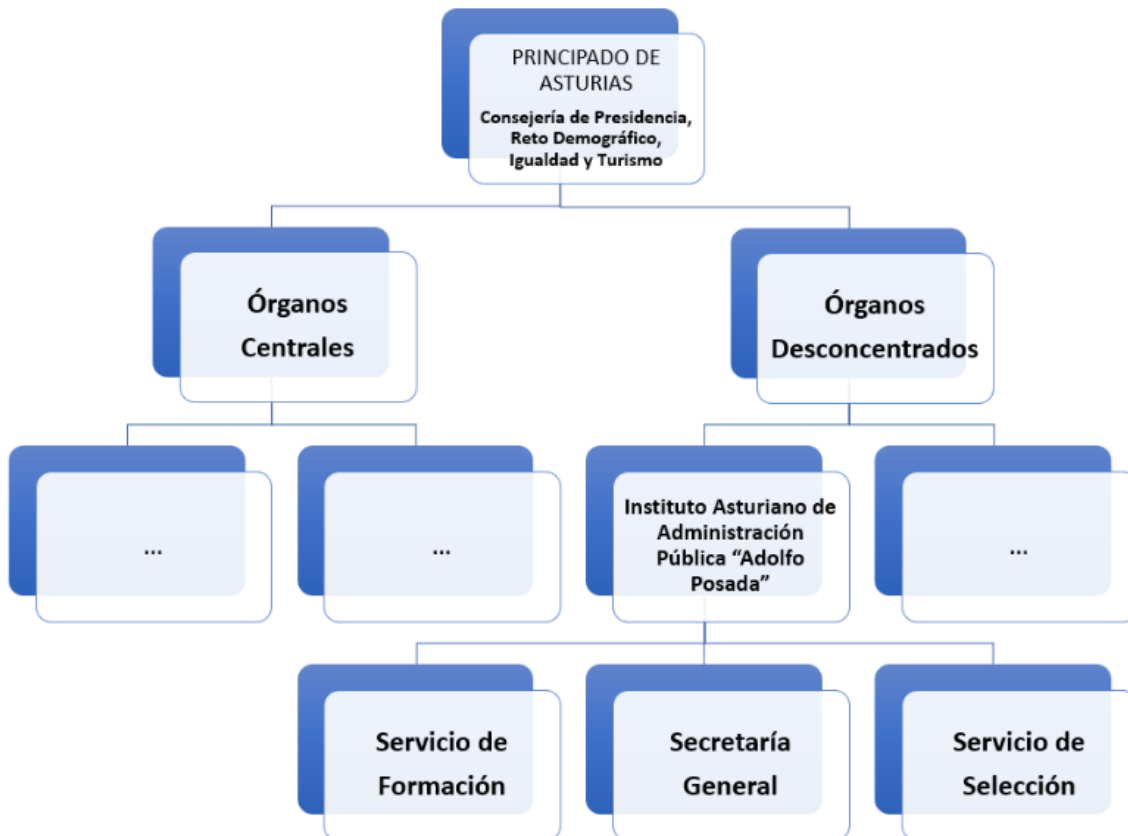 PRINCIPADO DE
ASTURIAS
Consejería de Presidencia,
Reto Demográfico,
Igualdad y Turismo
Órganos
Centrales
Órganos
Desconcentrados
...
...
Instituto Asturiano de
Administración
Pública “Adolfo
Posada”
...
Servicio de
Formación
Secretaría
General
Servicio de
Selección